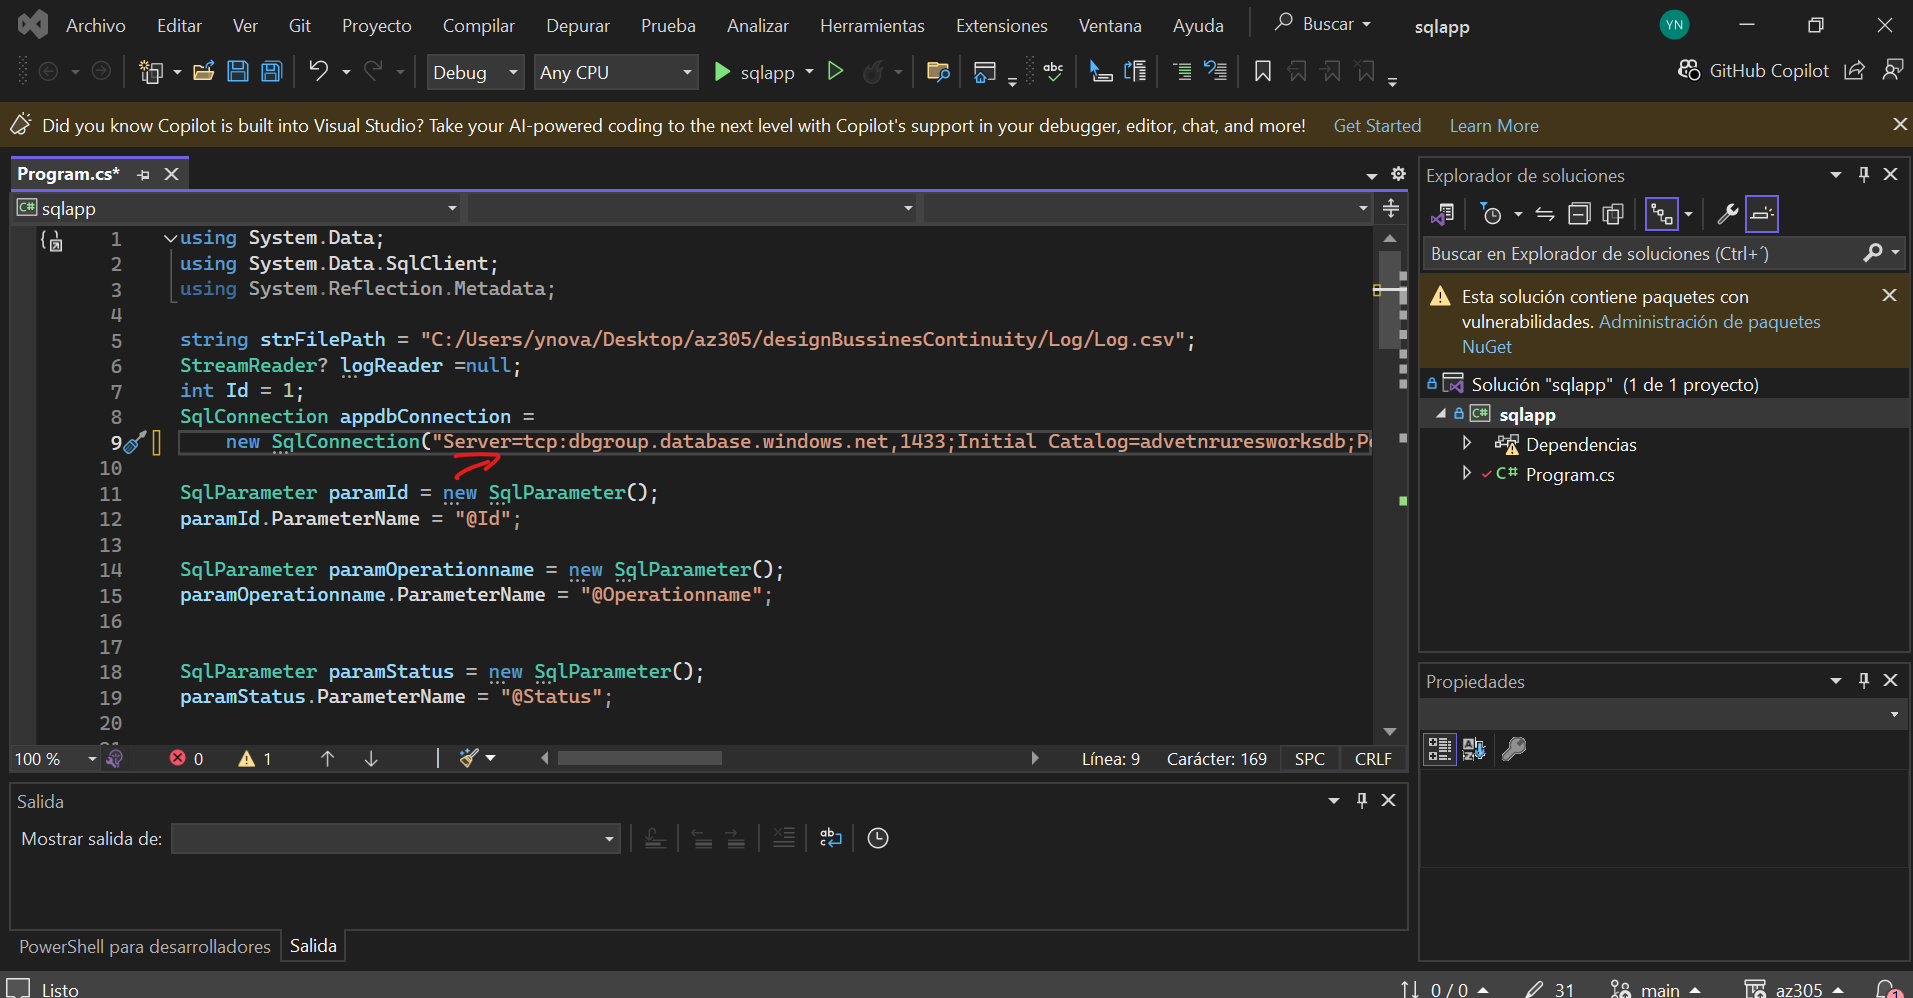 Archivo Editar Ver Git Proyecto Compilar Depurar Prueba Analizar Herramientas Extensiones Ventana Ayuda Buscar sqlapp YN
Debug Any CPU sqlapp abc GitHub Copilot
Did you know Copilot is built into Visual Studio? Take your AI-powered coding to the next level with Copilot's support in your debugger, editor, chat, and more! Get Started Learn More
Program.cs*
C# sqlapp
1 using System.Data;
2 using System.Data.SqlClient;
3 using System.Reflection.Metadata;
4
5 string strFilePath = "C:/Users/ynova/Desktop/az305/designBussinesContinuity/Log/Log.csv";
6 StreamReader? logReader =null;
7 int Id = 1;
8 SqlConnection appdbConnection =
9 new SqlConnection("Server=tcp:dbgroup.database.windows.net,1433;Initial Catalog=advetnruresworksdb;Pe
10
11 SqlParameter paramId = new SqlParameter();
12 paramId.ParameterName = "@Id";
13
14 SqlParameter paramOperationname = new SqlParameter();
15 paramOperationname.ParameterName = "@Operationname";
16
17
18 SqlParameter paramStatus = new SqlParameter();
19 paramStatus.ParameterName = "@Status";
20
21
100 % 0 1 Línea: 9 Carácter: 169 SPC CRLF
Explorador de soluciones
Buscar en Explorador de soluciones (Ctrl+´)
Esta solución contiene paquetes con
vulnerabilidades. Administración de paquetes
NuGet
Solución "sqlapp" (1 de 1 proyecto)
C# sqlapp
Dependencias
C# Program.cs
Propiedades
Salida
Mostrar salida de:
PowerShell para desarrolladores Salida
Listo 0 / 0 31 main az305 1